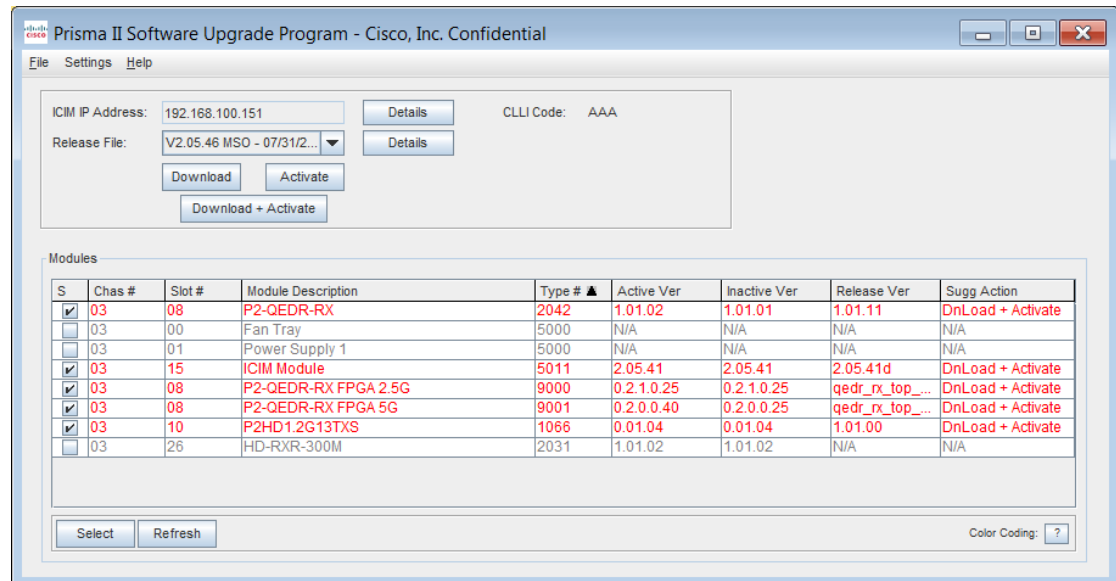 CISCO Prisma II Software Upgrade Program - Cisco, Inc. Confidential
File Settings Help
ICIM IP Address: 192.168.100.151 Details CLLI Code: AAA
Release File: V2.05.46 MSO - 07/31/2... Details
Download Activate
Download + Activate
Modules
S Chas # Slot # Module Description Type # Active Ver Inactive Ver Release Ver Sugg Action
03 08 P2-QEDR-RX 2042 1.01.02 1.01.01 1.01.11 DnLoad + Activate
03 00 Fan Tray 5000 N/A N/A N/A N/A
03 01 Power Supply 1 5000 N/A N/A N/A N/A
03 15 ICIM Module 5011 2.05.41 2.05.41 2.05.41d DnLoad + Activate
03 08 P2-QEDR-RX FPGA 2.5G 9000 0.2.1.0.25 0.2.1.0.25 qedr_rx_top_... DnLoad + Activate
03 08 P2-QEDR-RX FPGA 5G 9001 0.2.0.0.40 0.2.0.0.25 qedr_rx_top_... DnLoad + Activate
03 10 P2HD1.2G13TXS 1066 0.01.04 0.01.04 1.01.00 DnLoad + Activate
03 26 HD-RXR-300M 2031 1.01.02 1.01.02 N/A N/A
Select Refresh Color Coding: ?